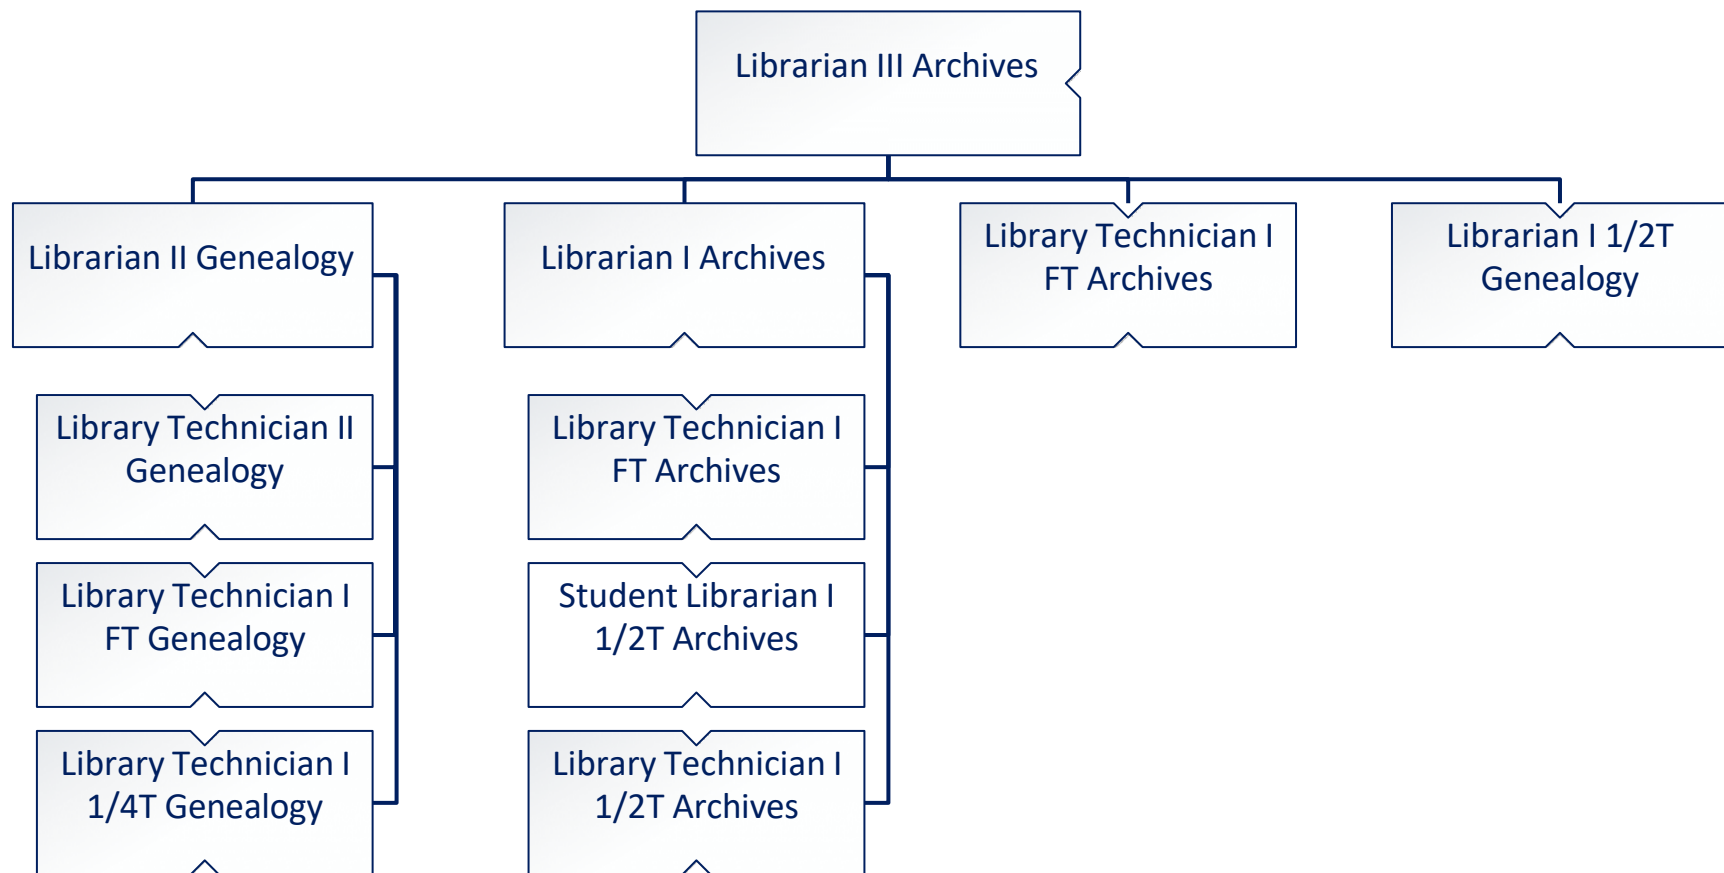 Librarian III Archives
Librarian II Genealogy
Librarian I Archives
Library Technician I
FT Archives
Librarian I 1/2T
Genealogy
Library Technician II
Genealogy
Library Technician I
FT Archives
Library Technician I
FT Genealogy
Student Librarian I
1/2T Archives
Library Technician I
1/4T Genealogy
Library Technician I
1/2T Archives